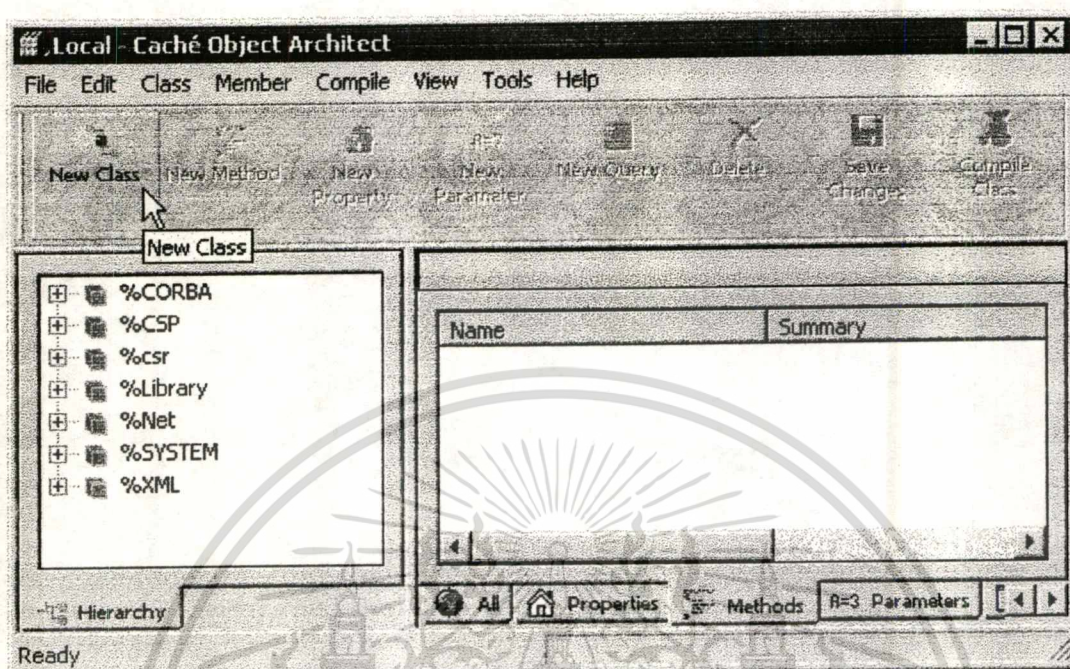 ,Local - Caché Object Architect
File Edit Class Member Compile View Tools Help
New Class New Method New Property A=3 New Parameter New Query Delete Save Changes Compile Class
New Class
%CORBA
%CSP
%csr
%Library
%Net
%SYSTEM
%XML
Hierarchy
Name Summary
All Properties Methods A=3 Parameters
Ready